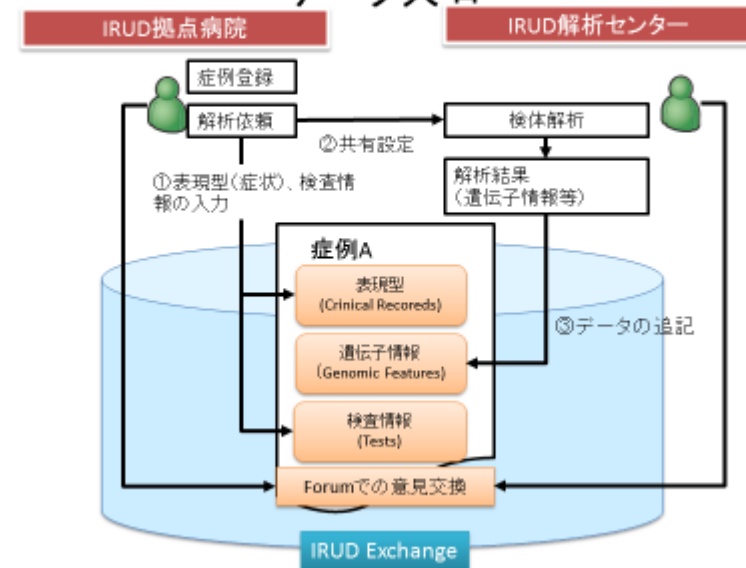 IRUD拠点病院
IRUD解析センター
症例登録
解析依頼
検体解析
②共有設定
①表現型(症状)、検査情
報の入力
解析結果
(遺伝子情報等)
症例A
表現型
(Crinical Recoreds)
③データの追記
遺伝子情報
(Genomic Features)
検査情報
(Tests)
Forumでの意見交換
IRUD Exchange